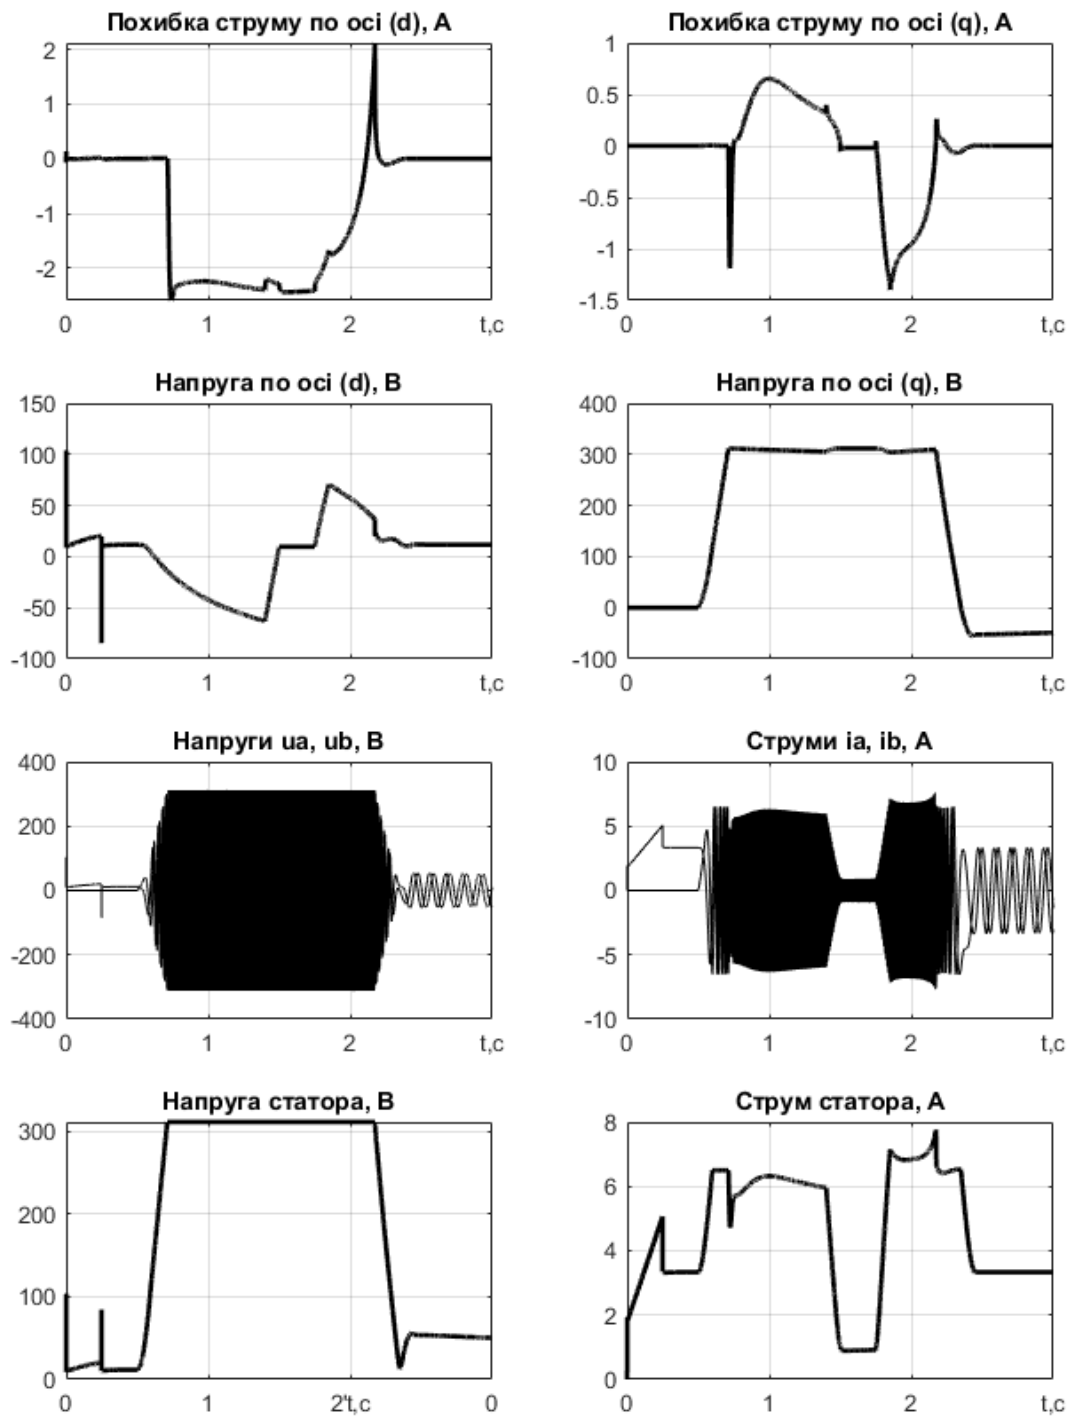 Похибка струму по осі (d), А
2
1
0
-1
-2
0 1 2 t,c
Похибка струму по осі (q), А
1
0.5
0
-0.5
-1
-1.5
0 1 2 t,c
Напруга по осі (d), В
150
100
50
0
-50
-100
0 1 2 t,c
Напруга по осі (q), В
400
300
200
100
0
-100
0 1 2 t,c
Напруги ua, ub, В
400
200
0
-200
-400
0 1 2 t,c
Струми ia, ib, А
10
5
0
-5
-10
0 1 2 t,c
Напруга статора, В
300
200
100
0
0 1 2't,c 0
Струм статора, А
8
6
4
2
0
0 1 2 t,c